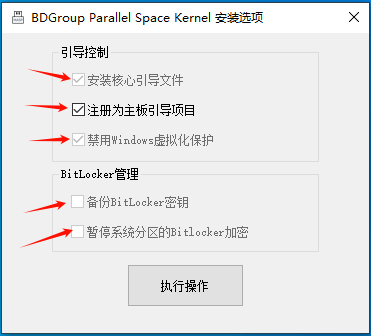 BDGroup Parallel Space Kernel 安装选项
引导控制
安装核心引导文件
注册为主板引导项目
禁用Windows虚拟化保护
BitLocker管理
备份BitLocker密钥
暂停系统分区的Bitlocker加密
执行操作